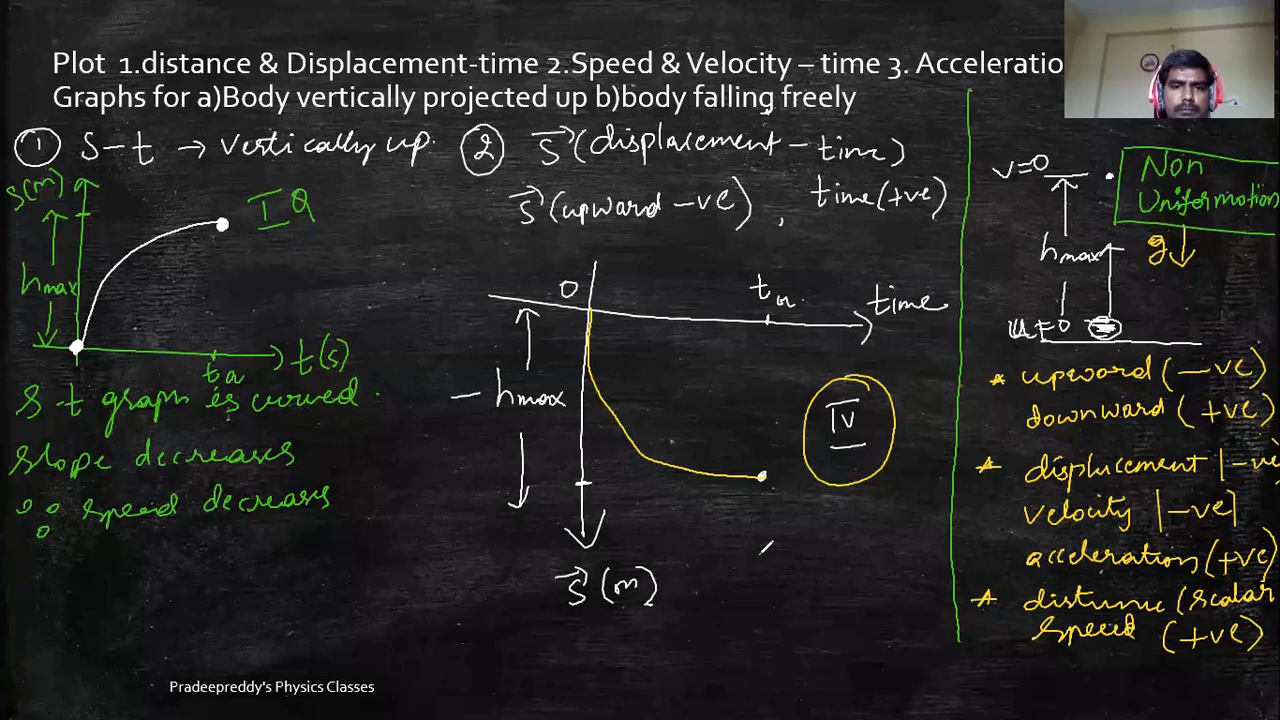 Plot 1.distance & Displacement-time 2.Speed & Velocity – time 3. Acceleratio
Graphs for a)Body vertically projected up b)body falling freely
1 S-t → vertically up.
S(m)
IQ
hmax
ta
t(s)
S-t graph is curved.
slope decreases
∴ speed decreases
2 S⃗ (displacement - time)
S⃗ (upward -ve), time (+ve)
0
ta
time
- hmax
IV
S⃗ (m)
v=0
Non
Uniform motion
hmax
g↓
* upward (-ve)
downward (+ve)
* displacement |-ve
velocity |-ve|
acceleration (+ve)
* distance (scalar
speed (+ve)
Pradeepreddy's Physics Classes